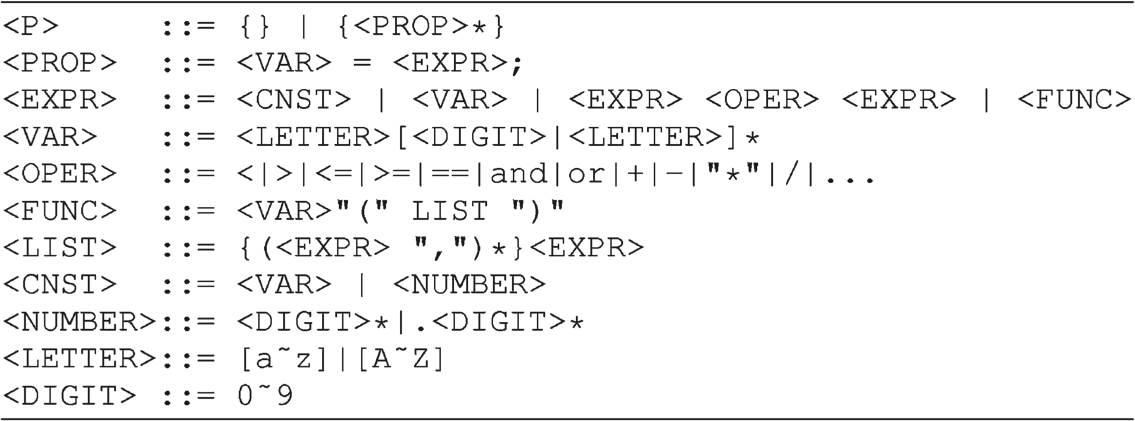 <P> ::= {} | {<PROP>*}
<PROP> ::= <VAR> = <EXPR>;
<EXPR> ::= <CNST> | <VAR> | <EXPR> <OPER> <EXPR> | <FUNC>
<VAR> ::= <LETTER>[<DIGIT>|<LETTER>]*
<OPER> ::= <|>|<=|>=|==|and|or|+|-|"*"|/|...
<FUNC> ::= <VAR>"(" LIST ")"
<LIST> ::= {(<EXPR> ",")*}<EXPR>
<CNST> ::= <VAR> | <NUMBER>
<NUMBER>::= <DIGIT>*|.<DIGIT>*
<LETTER>::= [a~z]|[A~Z]
<DIGIT> ::= 0~9